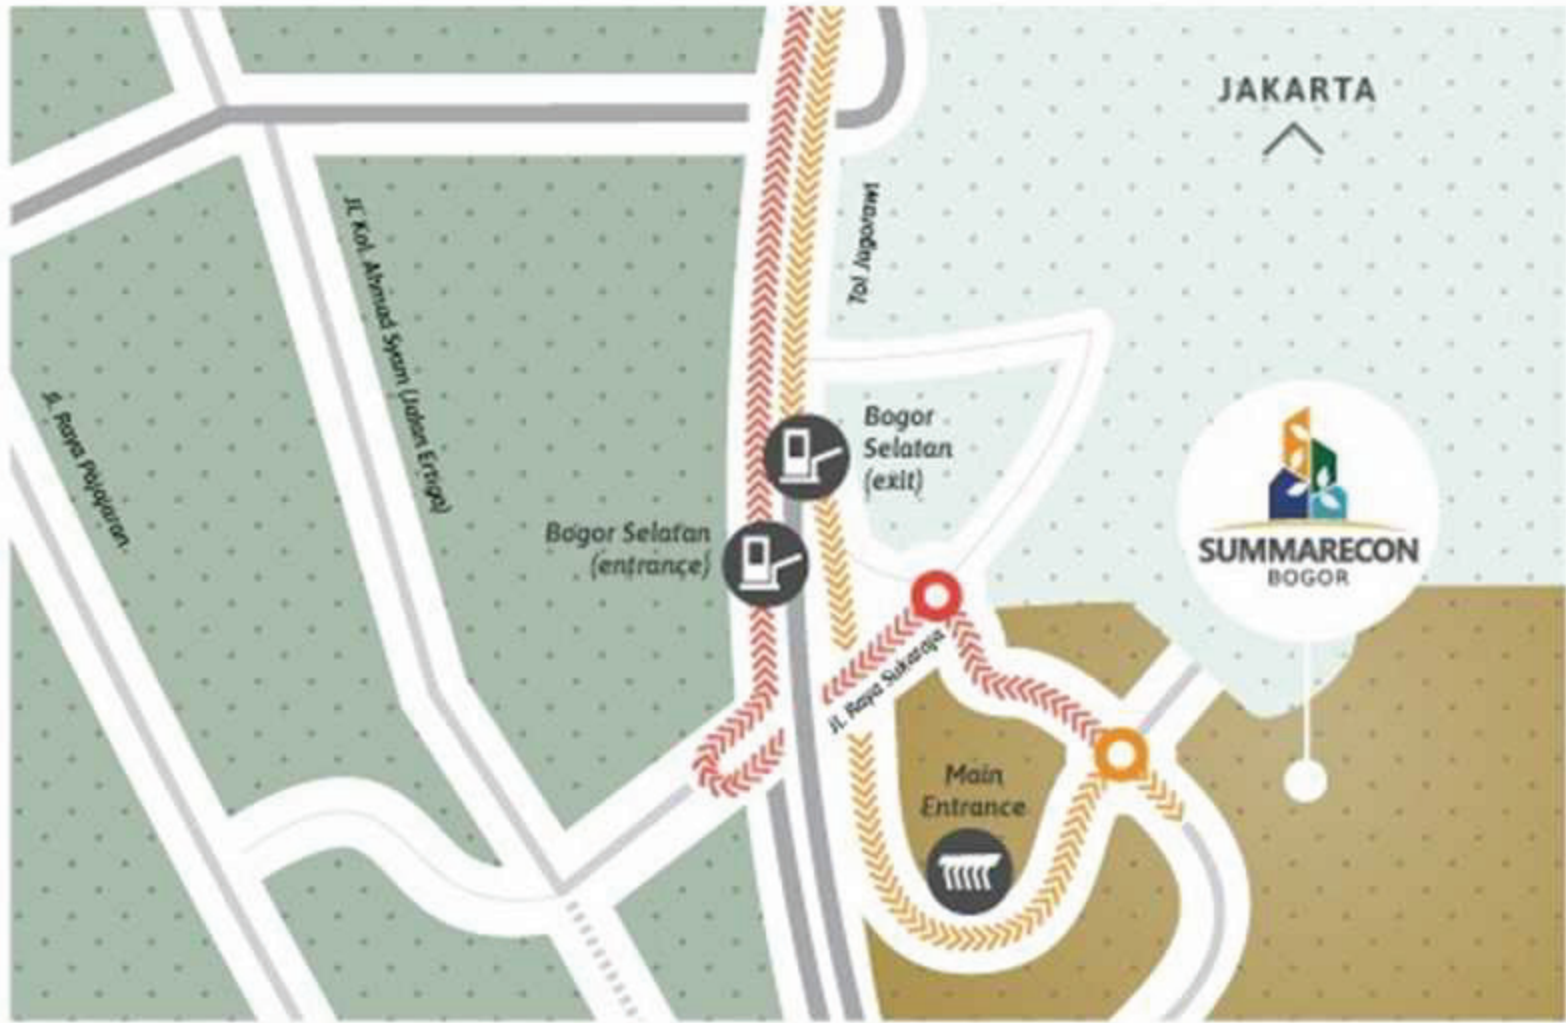 JAKARTA
Tol Jagorawi
Jl. Kol. Ahmad Syam (Jalan Ertiga)
Jl. Raya Pajajaran
Bogor
Selatan
(exit)
Bogor Selatan
(entrance)
SUMMARECON
BOGOR
Jl. Raya Sukaraja
Main
Entrance